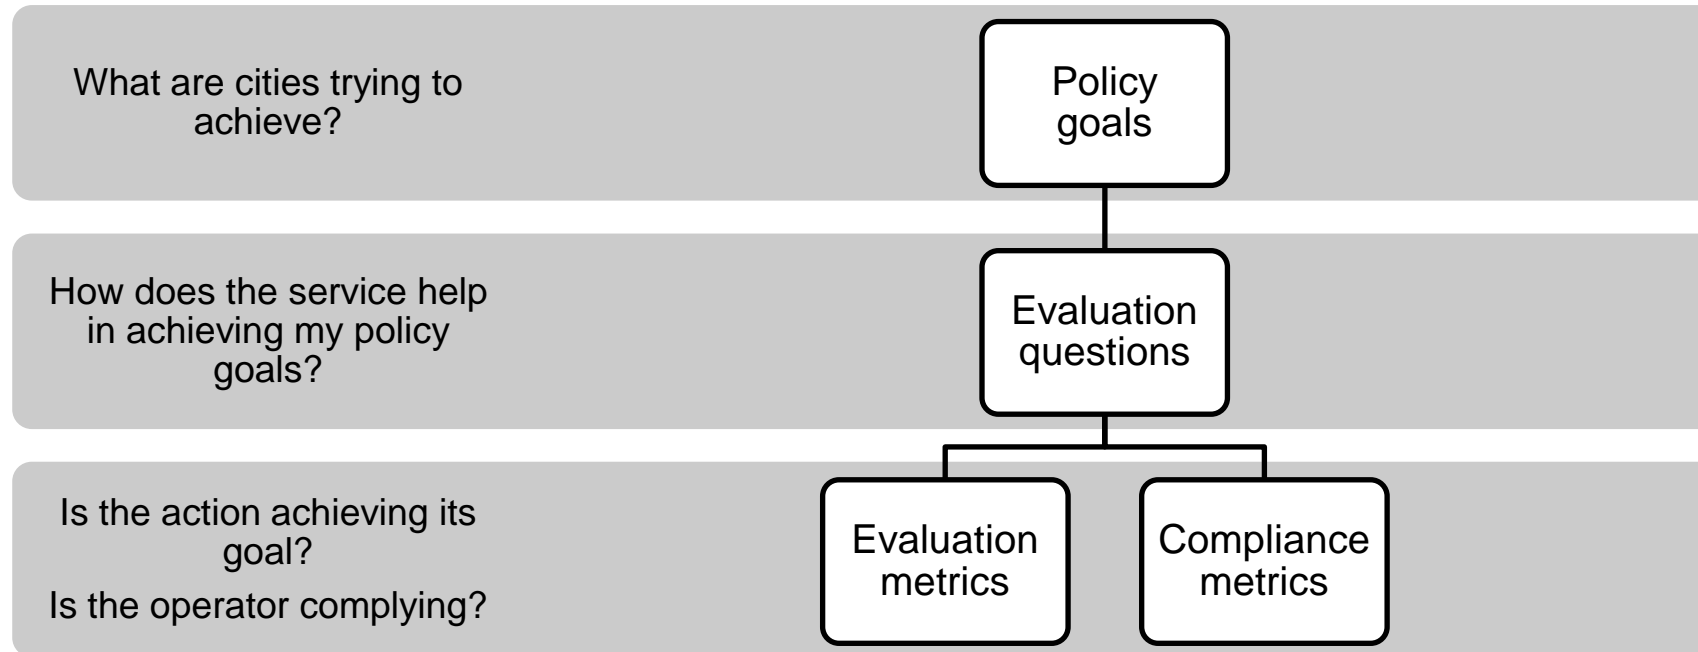 What are cities trying to
achieve?
Policy
goals
How does the service help
in achieving my policy
goals?
Evaluation
questions
Is the action achieving its
goal?
Is the operator complying?
Evaluation
metrics
Compliance
metrics